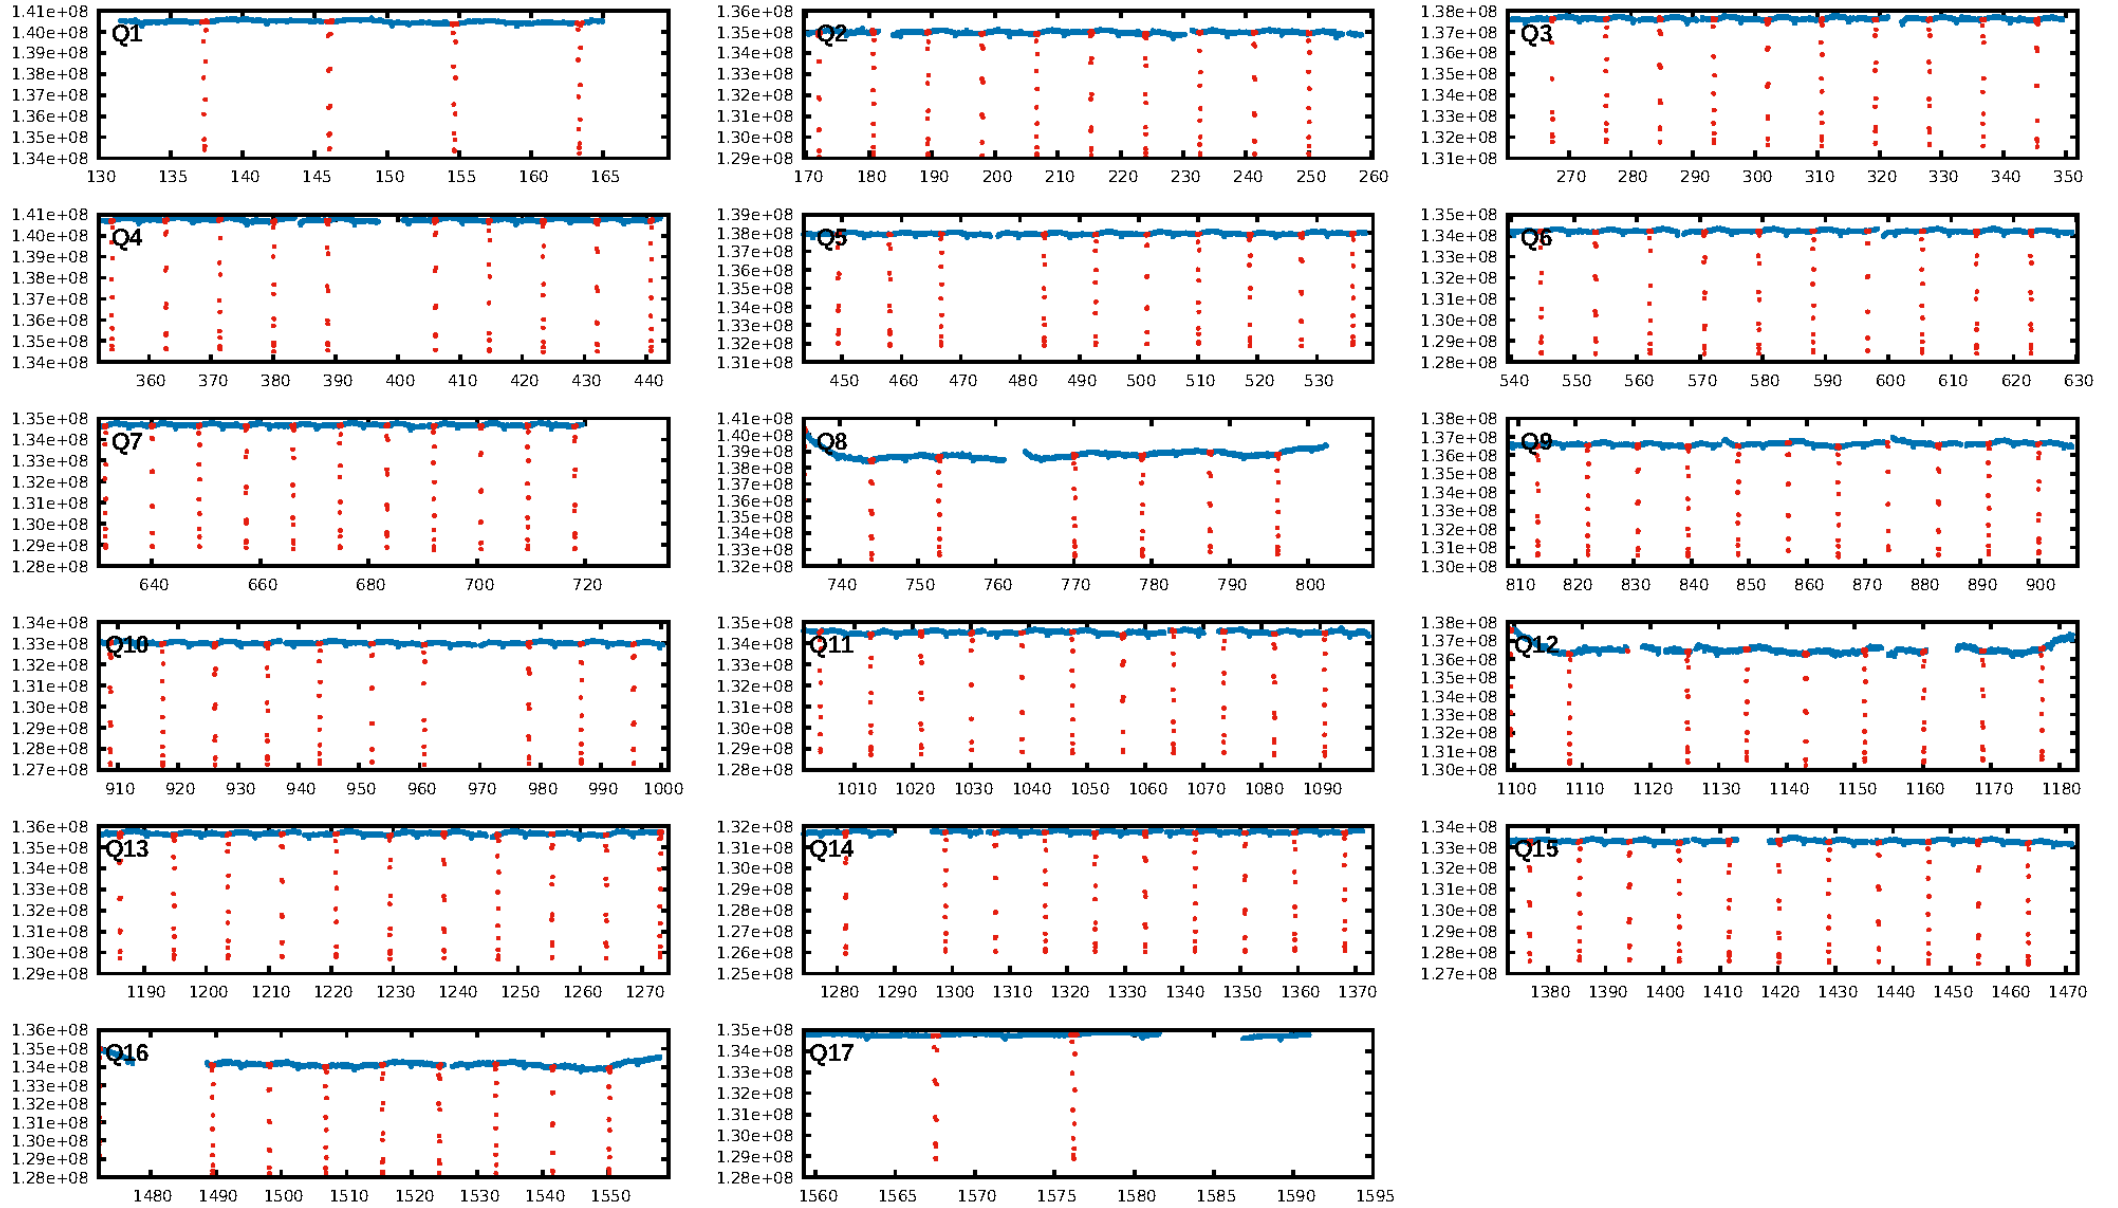 1.41e+08
1.40e+08
1.39e+08
1.38e+08
1.37e+08
1.36e+08
1.35e+08
1.34e+08
Q1
130 135 140 145 150 155 160 165
1.36e+08
1.35e+08
1.34e+08
1.33e+08
1.32e+08
1.31e+08
1.30e+08
1.29e+08
Q2
170 180 190 200 210 220 230 240 250 260
1.38e+08
1.37e+08
1.36e+08
1.35e+08
1.34e+08
1.33e+08
1.32e+08
1.31e+08
Q3
270 280 290 300 310 320 330 340 350
1.41e+08
1.40e+08
1.39e+08
1.38e+08
1.37e+08
1.36e+08
1.35e+08
1.34e+08
Q4
360 370 380 390 400 410 420 430 440
1.39e+08
1.38e+08
1.37e+08
1.36e+08
1.35e+08
1.34e+08
1.33e+08
1.32e+08
1.31e+08
Q5
450 460 470 480 490 500 510 520 530
1.35e+08
1.34e+08
1.33e+08
1.32e+08
1.31e+08
1.30e+08
1.29e+08
1.28e+08
Q6
540 550 560 570 580 590 600 610 620 630
1.35e+08
1.34e+08
1.33e+08
1.32e+08
1.31e+08
1.30e+08
1.29e+08
1.28e+08
Q7
640 660 680 700 720
1.41e+08
1.40e+08
1.39e+08
1.38e+08
1.37e+08
1.36e+08
1.35e+08
1.34e+08
1.33e+08
1.32e+08
Q8
740 750 760 770 780 790 800
1.38e+08
1.37e+08
1.36e+08
1.35e+08
1.34e+08
1.33e+08
1.32e+08
1.31e+08
1.30e+08
Q9
810 820 830 840 850 860 870 880 890 900
1.34e+08
1.33e+08
1.32e+08
1.31e+08
1.30e+08
1.29e+08
1.28e+08
1.27e+08
Q10
910 920 930 940 950 960 970 980 990 1000
1.35e+08
1.34e+08
1.33e+08
1.32e+08
1.31e+08
1.30e+08
1.29e+08
1.28e+08
Q11
1010 1020 1030 1040 1050 1060 1070 1080 1090
1.38e+08
1.37e+08
1.36e+08
1.35e+08
1.34e+08
1.33e+08
1.32e+08
1.31e+08
1.30e+08
Q12
1100 1110 1120 1130 1140 1150 1160 1170 1180
1.36e+08
1.35e+08
1.34e+08
1.33e+08
1.32e+08
1.31e+08
1.30e+08
1.29e+08
Q13
1190 1200 1210 1220 1230 1240 1250 1260 1270
1.32e+08
1.31e+08
1.30e+08
1.29e+08
1.28e+08
1.27e+08
1.26e+08
1.25e+08
Q14
1280 1290 1300 1310 1320 1330 1340 1350 1360 1370
1.34e+08
1.33e+08
1.32e+08
1.31e+08
1.30e+08
1.29e+08
1.28e+08
1.27e+08
Q15
1380 1390 1400 1410 1420 1430 1440 1450 1460 1470
1.36e+08
1.35e+08
1.34e+08
1.33e+08
1.32e+08
1.31e+08
1.30e+08
1.29e+08
1.28e+08
Q16
1480 1490 1500 1510 1520 1530 1540 1550
1.35e+08
1.34e+08
1.33e+08
1.32e+08
1.31e+08
1.30e+08
1.29e+08
1.28e+08
Q17
1560 1565 1570 1575 1580 1585 1590 1595